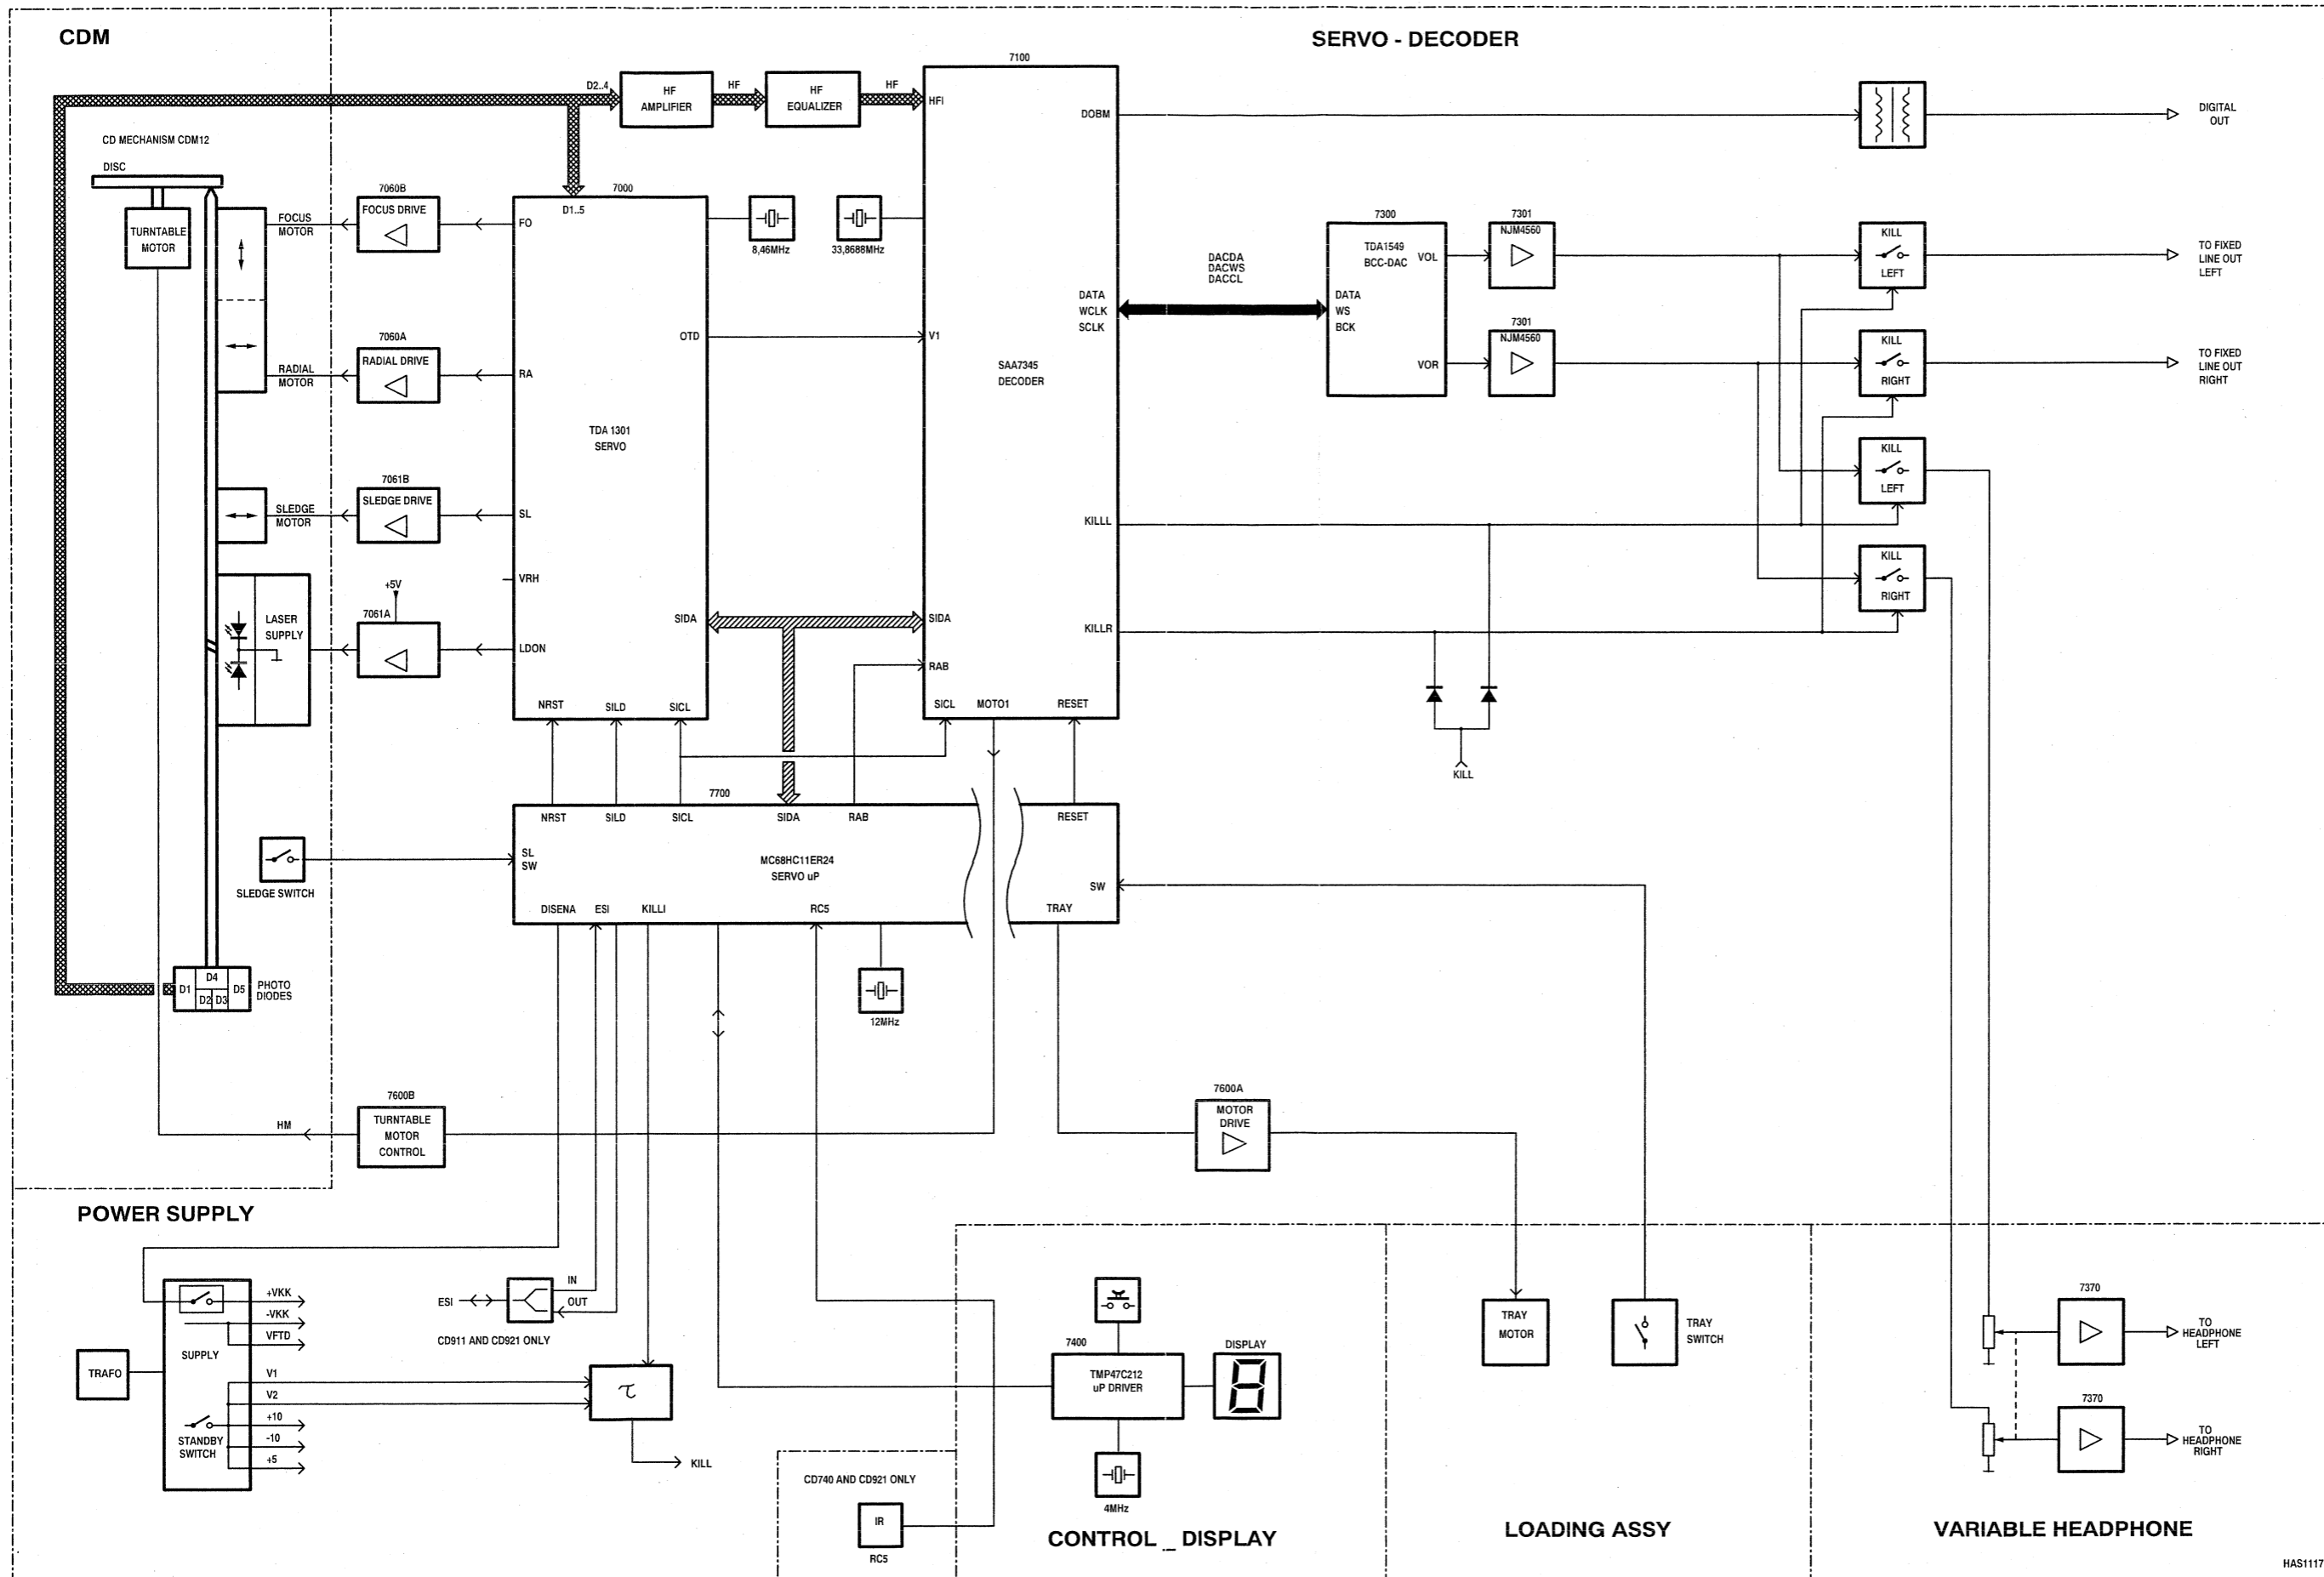 CDM
SERVO - DECODER
CD MECHANISM CDM12
DISC
TURNTABLE
MOTOR
FOCUS
MOTOR
RADIAL
MOTOR
SLEDGE
MOTOR
LASER
SUPPLY
SLEDGE SWITCH
D1
D4
D2
D3
D5
PHOTO
DIODES
HM
7060B
FOCUS DRIVE
7060A
RADIAL DRIVE
7061B
SLEDGE DRIVE
+5V
7061A
7600B
TURNTABLE
MOTOR
CONTROL
D2..4
HF
AMPLIFIER
HF
HF
EQUALIZER
HF
7000
D1..5
FO
RA
TDA 1301
SERVO
SL
VRH
LDON
OTD
SIDA
NRST
SILD
SICL
8,46MHz
33,8688MHz
7100
HFI
DOBM
V1
SAA7345
DECODER
DATA
WCLK
SCLK
KILLL
KILLR
SIDA
RAB
SICL
MOTO1
RESET
DACDA
DACWS
DACCL
7300
TDA1549
BCC-DAC
VOL
DATA
WS
BCK
VOR
7301
NJM4560
7301
NJM4560
KILL
LEFT
KILL
RIGHT
KILL
LEFT
KILL
RIGHT
DIGITAL
OUT
TO FIXED
LINE OUT
LEFT
TO FIXED
LINE OUT
RIGHT
KILL
7700
NRST
SILD
SICL
SIDA
RAB
RESET
SL
SW
MC68HC11ER24
SERVO uP
SW
DISENA
ESI
KILLI
RC5
TRAY
12MHz
7600A
MOTOR
DRIVE
POWER SUPPLY
TRAFO
SUPPLY
STANDBY
SWITCH
+VKK
-VKK
VFTD
V1
V2
+10
-10
+5
ESI
IN
OUT
CD911 AND CD921 ONLY
τ
KILL
CD740 AND CD921 ONLY
IR
RC5
7400
TMP47C212
uP DRIVER
DISPLAY
4MHz
CONTROL _ DISPLAY
TRAY
MOTOR
TRAY
SWITCH
LOADING ASSY
7370
TO
HEADPHONE
LEFT
7370
TO
HEADPHONE
RIGHT
VARIABLE HEADPHONE
HAS1117